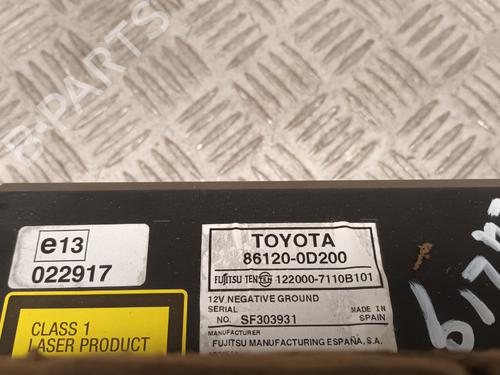 B-PARTS
e13
022917
CLASS 1
LASER PRODUCT
TOYOTA
86120-0D200
FUJITSU TEN 122000-7110B101
12V NEGATIVE GROUND
SERIAL
NO. SF303931
MADE IN
SPAIN
MANUFACTURER
FUJITSU MANUFACTURING ESPAÑA, S.A.